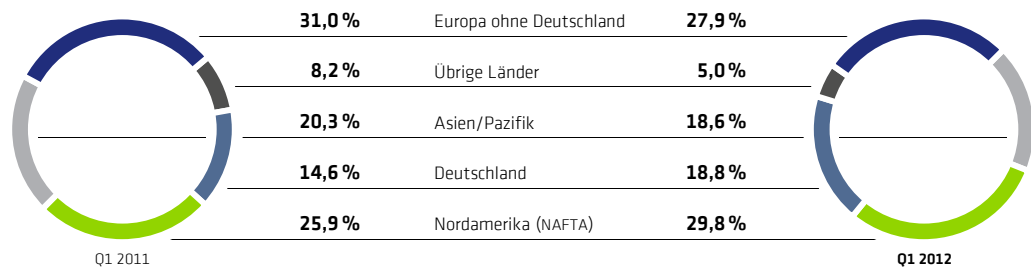 31,0 % Europa ohne Deutschland 27,9 %
8,2 % Übrige Länder 5,0 %
20,3 % Asien/Pazifik 18,6 %
14,6 % Deutschland 18,8 %
25,9 % Nordamerika (NAFTA) 29,8 %
Q1 2011 Q1 2012